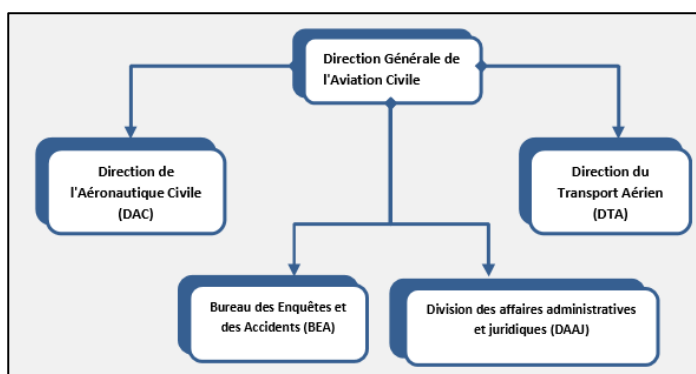 Direction Générale de
l'Aviation Civile
Direction de
l'Aéronautique Civile
(DAC)
Direction du
Transport Aérien
(DTA)
Bureau des Enquêtes et
des Accidents (BEA)
Division des affaires administratives
et juridiques (DAAJ)